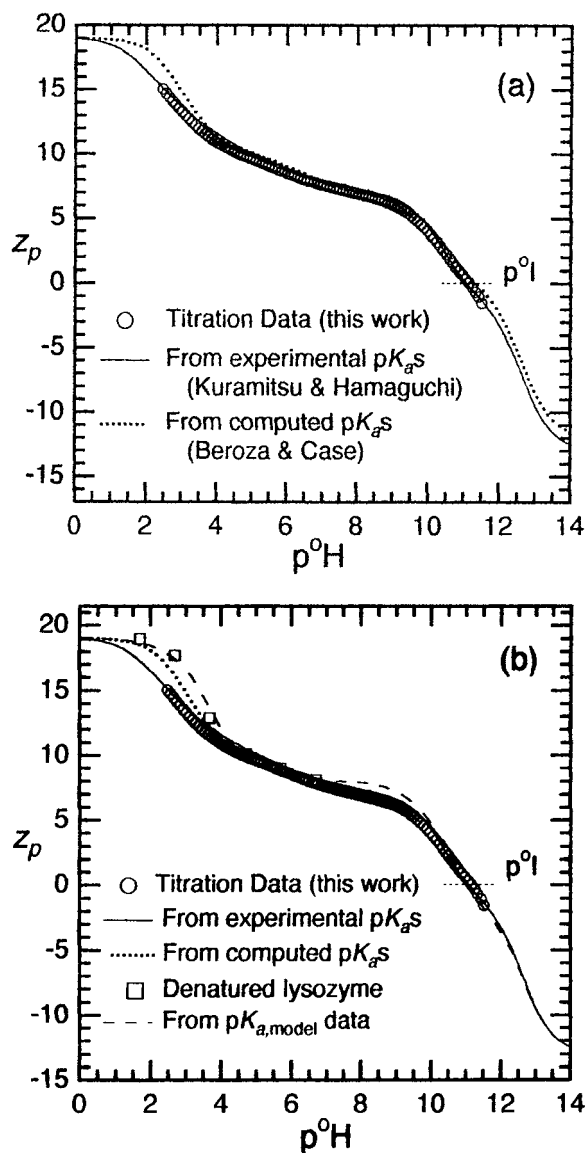 20
15
10
5
0
-5
-10
-15
z_p
(a)
p°I
Titration Data (this work)
From experimental pK_as
(Kuramitsu & Hamaguchi)
From computed pK_as
(Beroza & Case)
0 2 4 6 8 10 12 14
p°H
20
15
10
5
0
-5
-10
-15
z_p
(b)
p°I
Titration Data (this work)
From experimental pK_as
From computed pK_as
Denatured lysozyme
From pK_a,model data
0 2 4 6 8 10 12 14
p°H